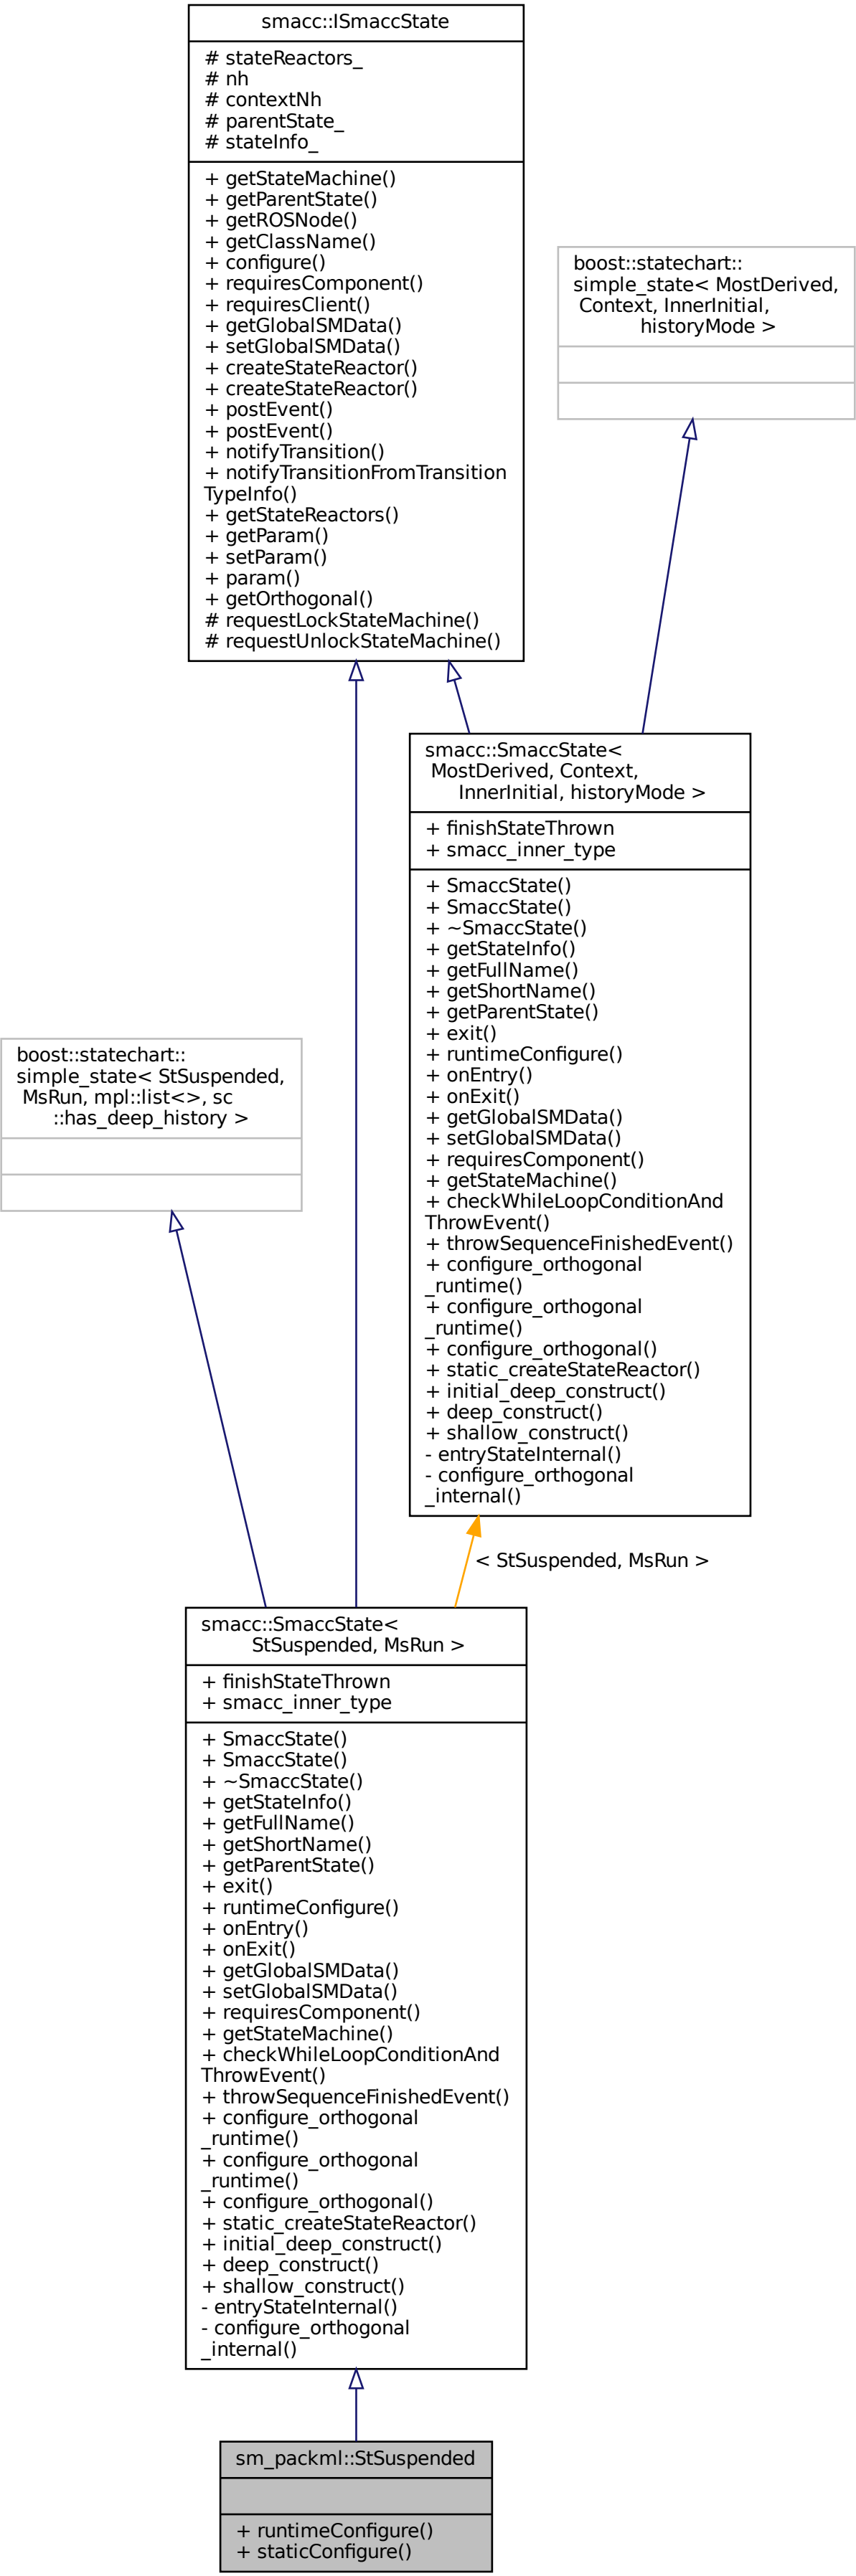 smacc::ISmaccState
# stateReactors_
# nh
# contextNh
# parentState_
# stateInfo_
+ getStateMachine()
+ getParentState()
+ getROSNode()
+ getClassName()
+ configure()
+ requiresComponent()
+ requiresClient()
+ getGlobalSMData()
+ setGlobalSMData()
+ createStateReactor()
+ createStateReactor()
+ postEvent()
+ postEvent()
+ notifyTransition()
+ notifyTransitionFromTransition
TypeInfo()
+ getStateReactors()
+ getParam()
+ setParam()
+ param()
+ getOrthogonal()
# requestLockStateMachine()
# requestUnlockStateMachine()
boost::statechart::
simple_state< MostDerived,
Context, InnerInitial,
historyMode >
smacc::SmaccState<
MostDerived, Context,
InnerInitial, historyMode >
+ finishStateThrown
+ smacc_inner_type
+ SmaccState()
+ SmaccState()
+ ~SmaccState()
+ getStateInfo()
+ getFullName()
+ getShortName()
+ getParentState()
+ exit()
+ runtimeConfigure()
+ onEntry()
+ onExit()
+ getGlobalSMData()
+ setGlobalSMData()
+ requiresComponent()
+ getStateMachine()
+ checkWhileLoopConditionAnd
ThrowEvent()
+ throwSequenceFinishedEvent()
+ configure_orthogonal
_runtime()
+ configure_orthogonal
_runtime()
+ configure_orthogonal()
+ static_createStateReactor()
+ initial_deep_construct()
+ deep_construct()
+ shallow_construct()
- entryStateInternal()
- configure_orthogonal
_internal()
boost::statechart::
simple_state< StSuspended,
MsRun, mpl::list<>, sc
::has_deep_history >
< StSuspended, MsRun >
smacc::SmaccState<
StSuspended, MsRun >
+ finishStateThrown
+ smacc_inner_type
+ SmaccState()
+ SmaccState()
+ ~SmaccState()
+ getStateInfo()
+ getFullName()
+ getShortName()
+ getParentState()
+ exit()
+ runtimeConfigure()
+ onEntry()
+ onExit()
+ getGlobalSMData()
+ setGlobalSMData()
+ requiresComponent()
+ getStateMachine()
+ checkWhileLoopConditionAnd
ThrowEvent()
+ throwSequenceFinishedEvent()
+ configure_orthogonal
_runtime()
+ configure_orthogonal
_runtime()
+ configure_orthogonal()
+ static_createStateReactor()
+ initial_deep_construct()
+ deep_construct()
+ shallow_construct()
- entryStateInternal()
- configure_orthogonal
_internal()
sm_packml::StSuspended
+ runtimeConfigure()
+ staticConfigure()